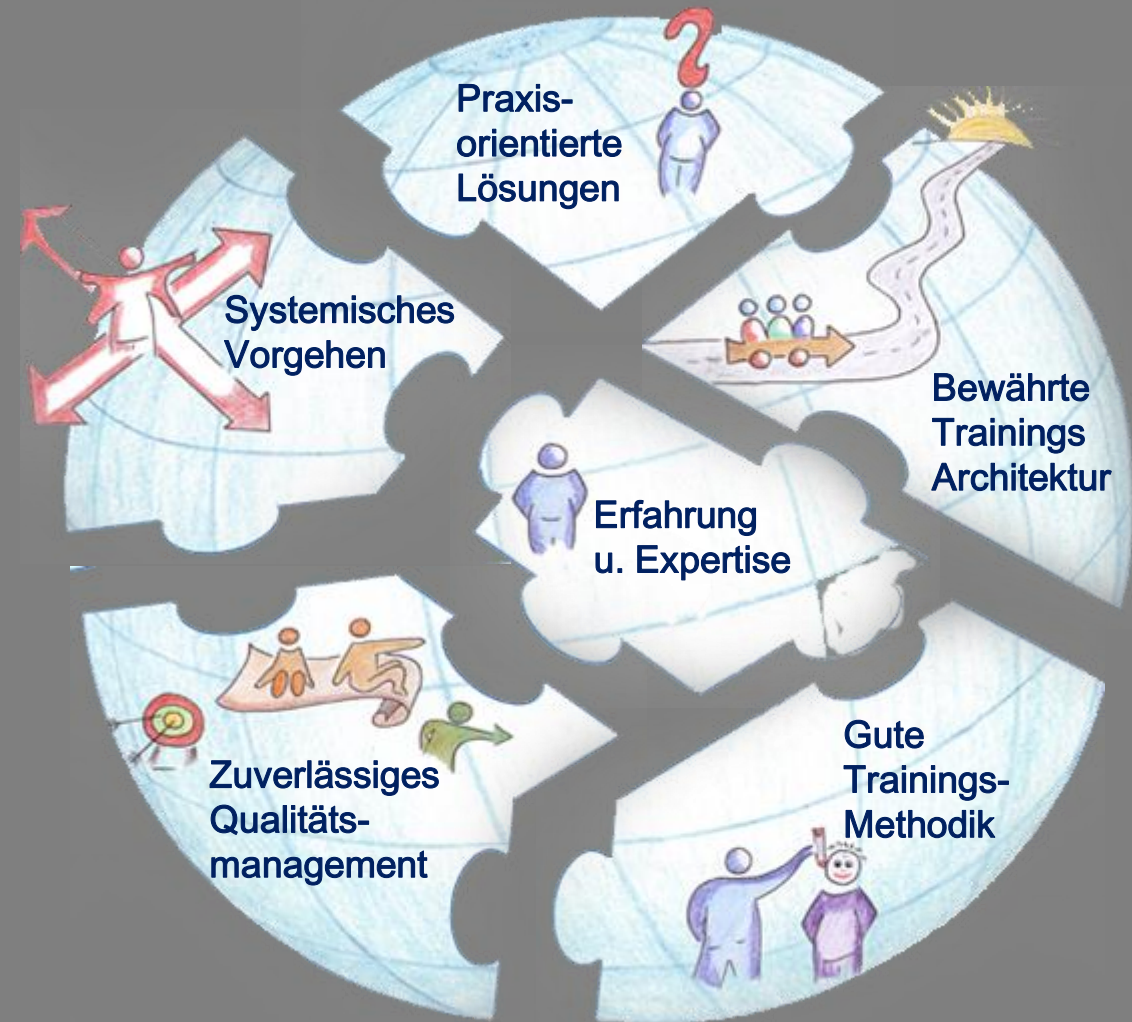 Praxis-
orientierte
Lösungen
Systemisches
Vorgehen
Bewährte
Trainings
Architektur
Erfahrung
u. Expertise
Gute
Trainings-
Methodik
Zuverlässiges
Qualitäts-
management